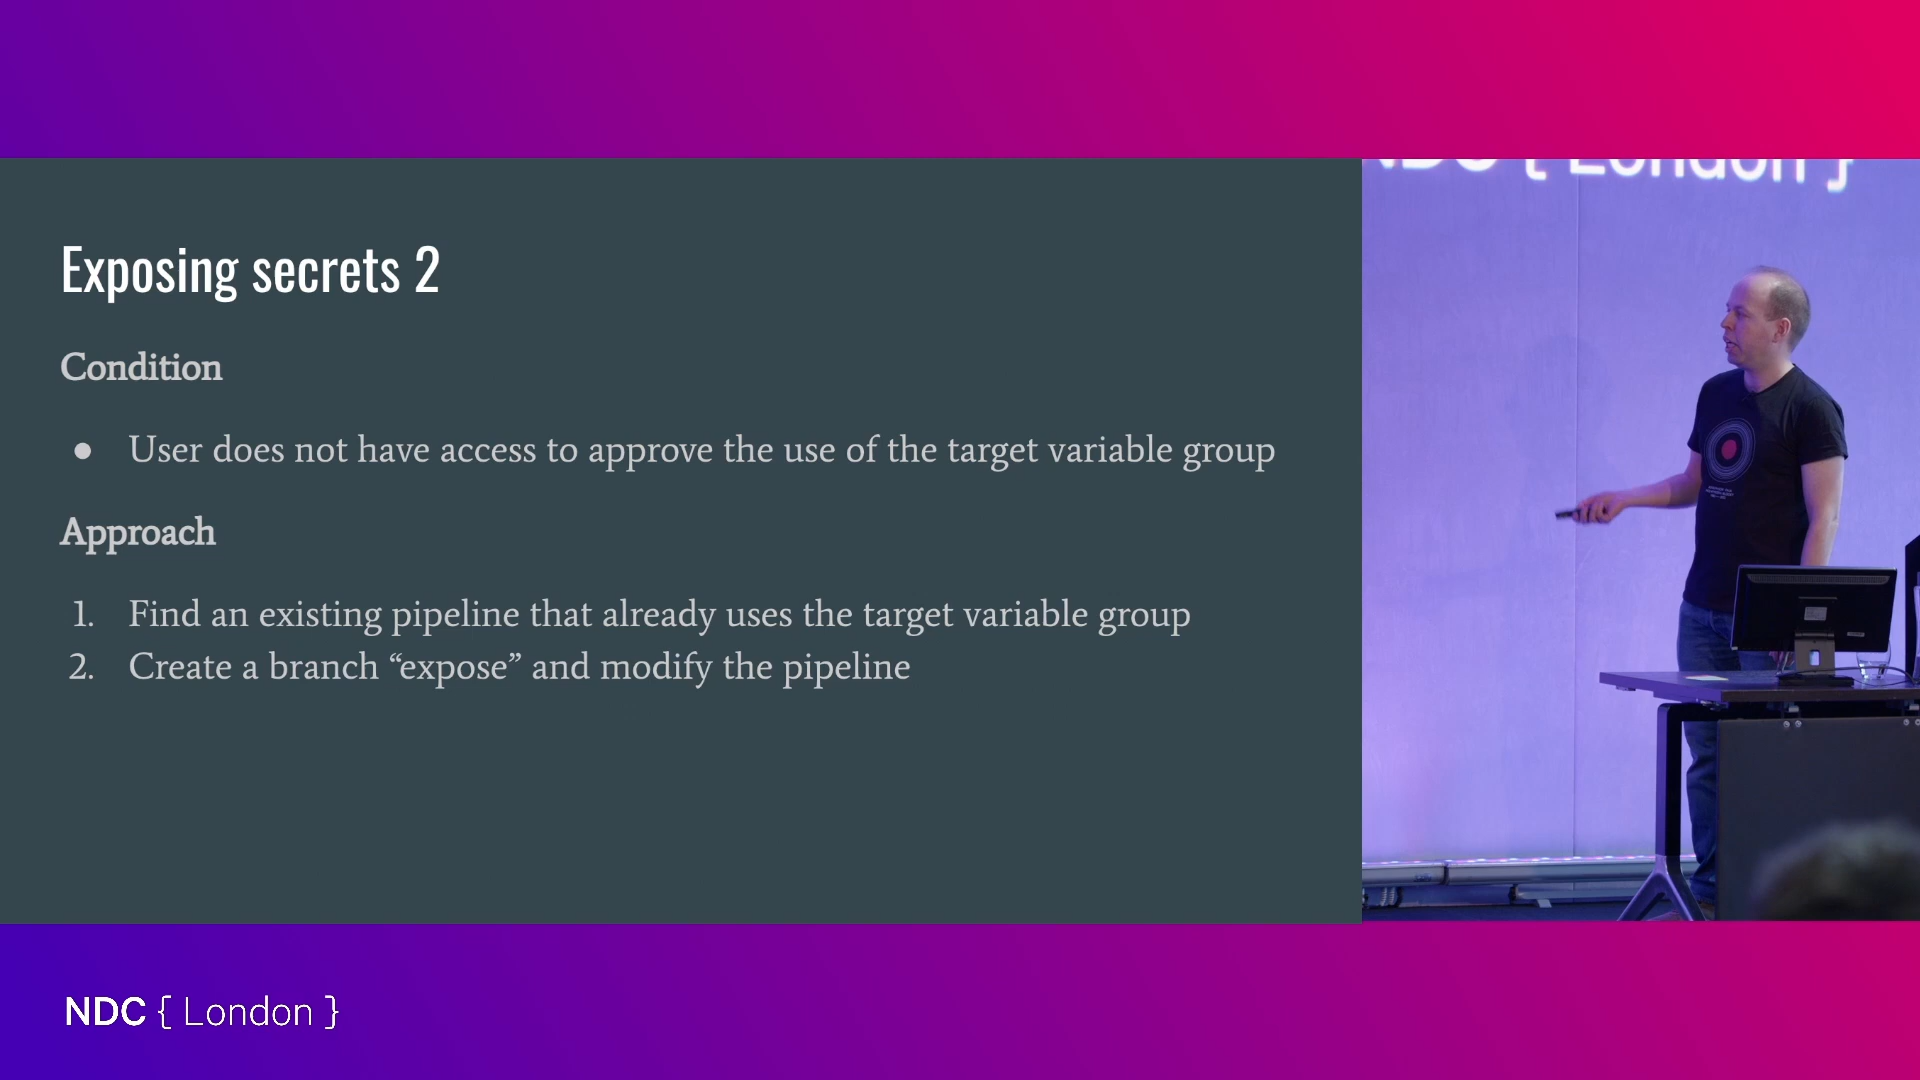 NDC { London }
Exposing secrets 2
Condition
● User does not have access to approve the use of the target variable group
Approach
1. Find an existing pipeline that already uses the target variable group
2. Create a branch “expose” and modify the pipeline
NDC { London }